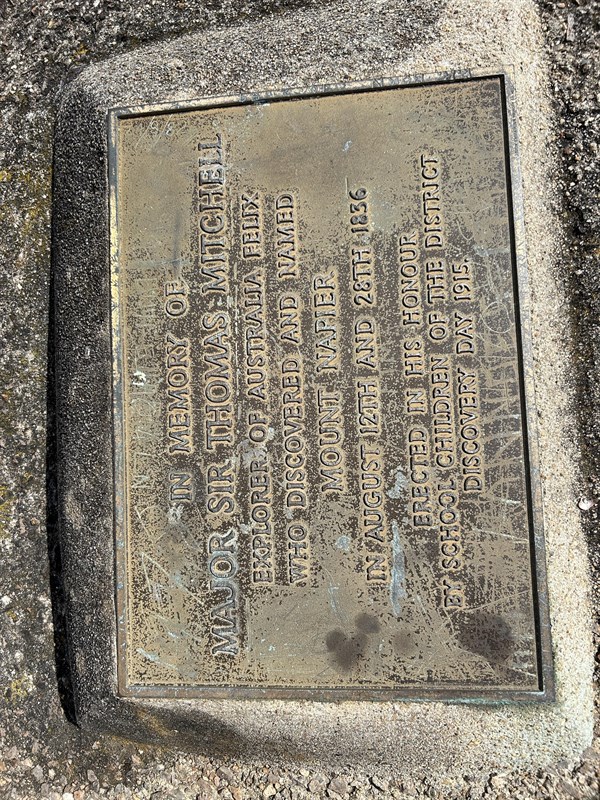 IN MEMORY OF
MAJOR SIR THOMAS MITCHELL
EXPLORER OF AUSTRALIA FELIX
WHO DISCOVERED AND NAMED
MOUNT NAPIER
IN AUGUST 12TH AND 28TH 1836
ERECTED IN HIS HONOUR
BY SCHOOL CHILDREN OF THE DISTRICT
DISCOVERY DAY 1915.